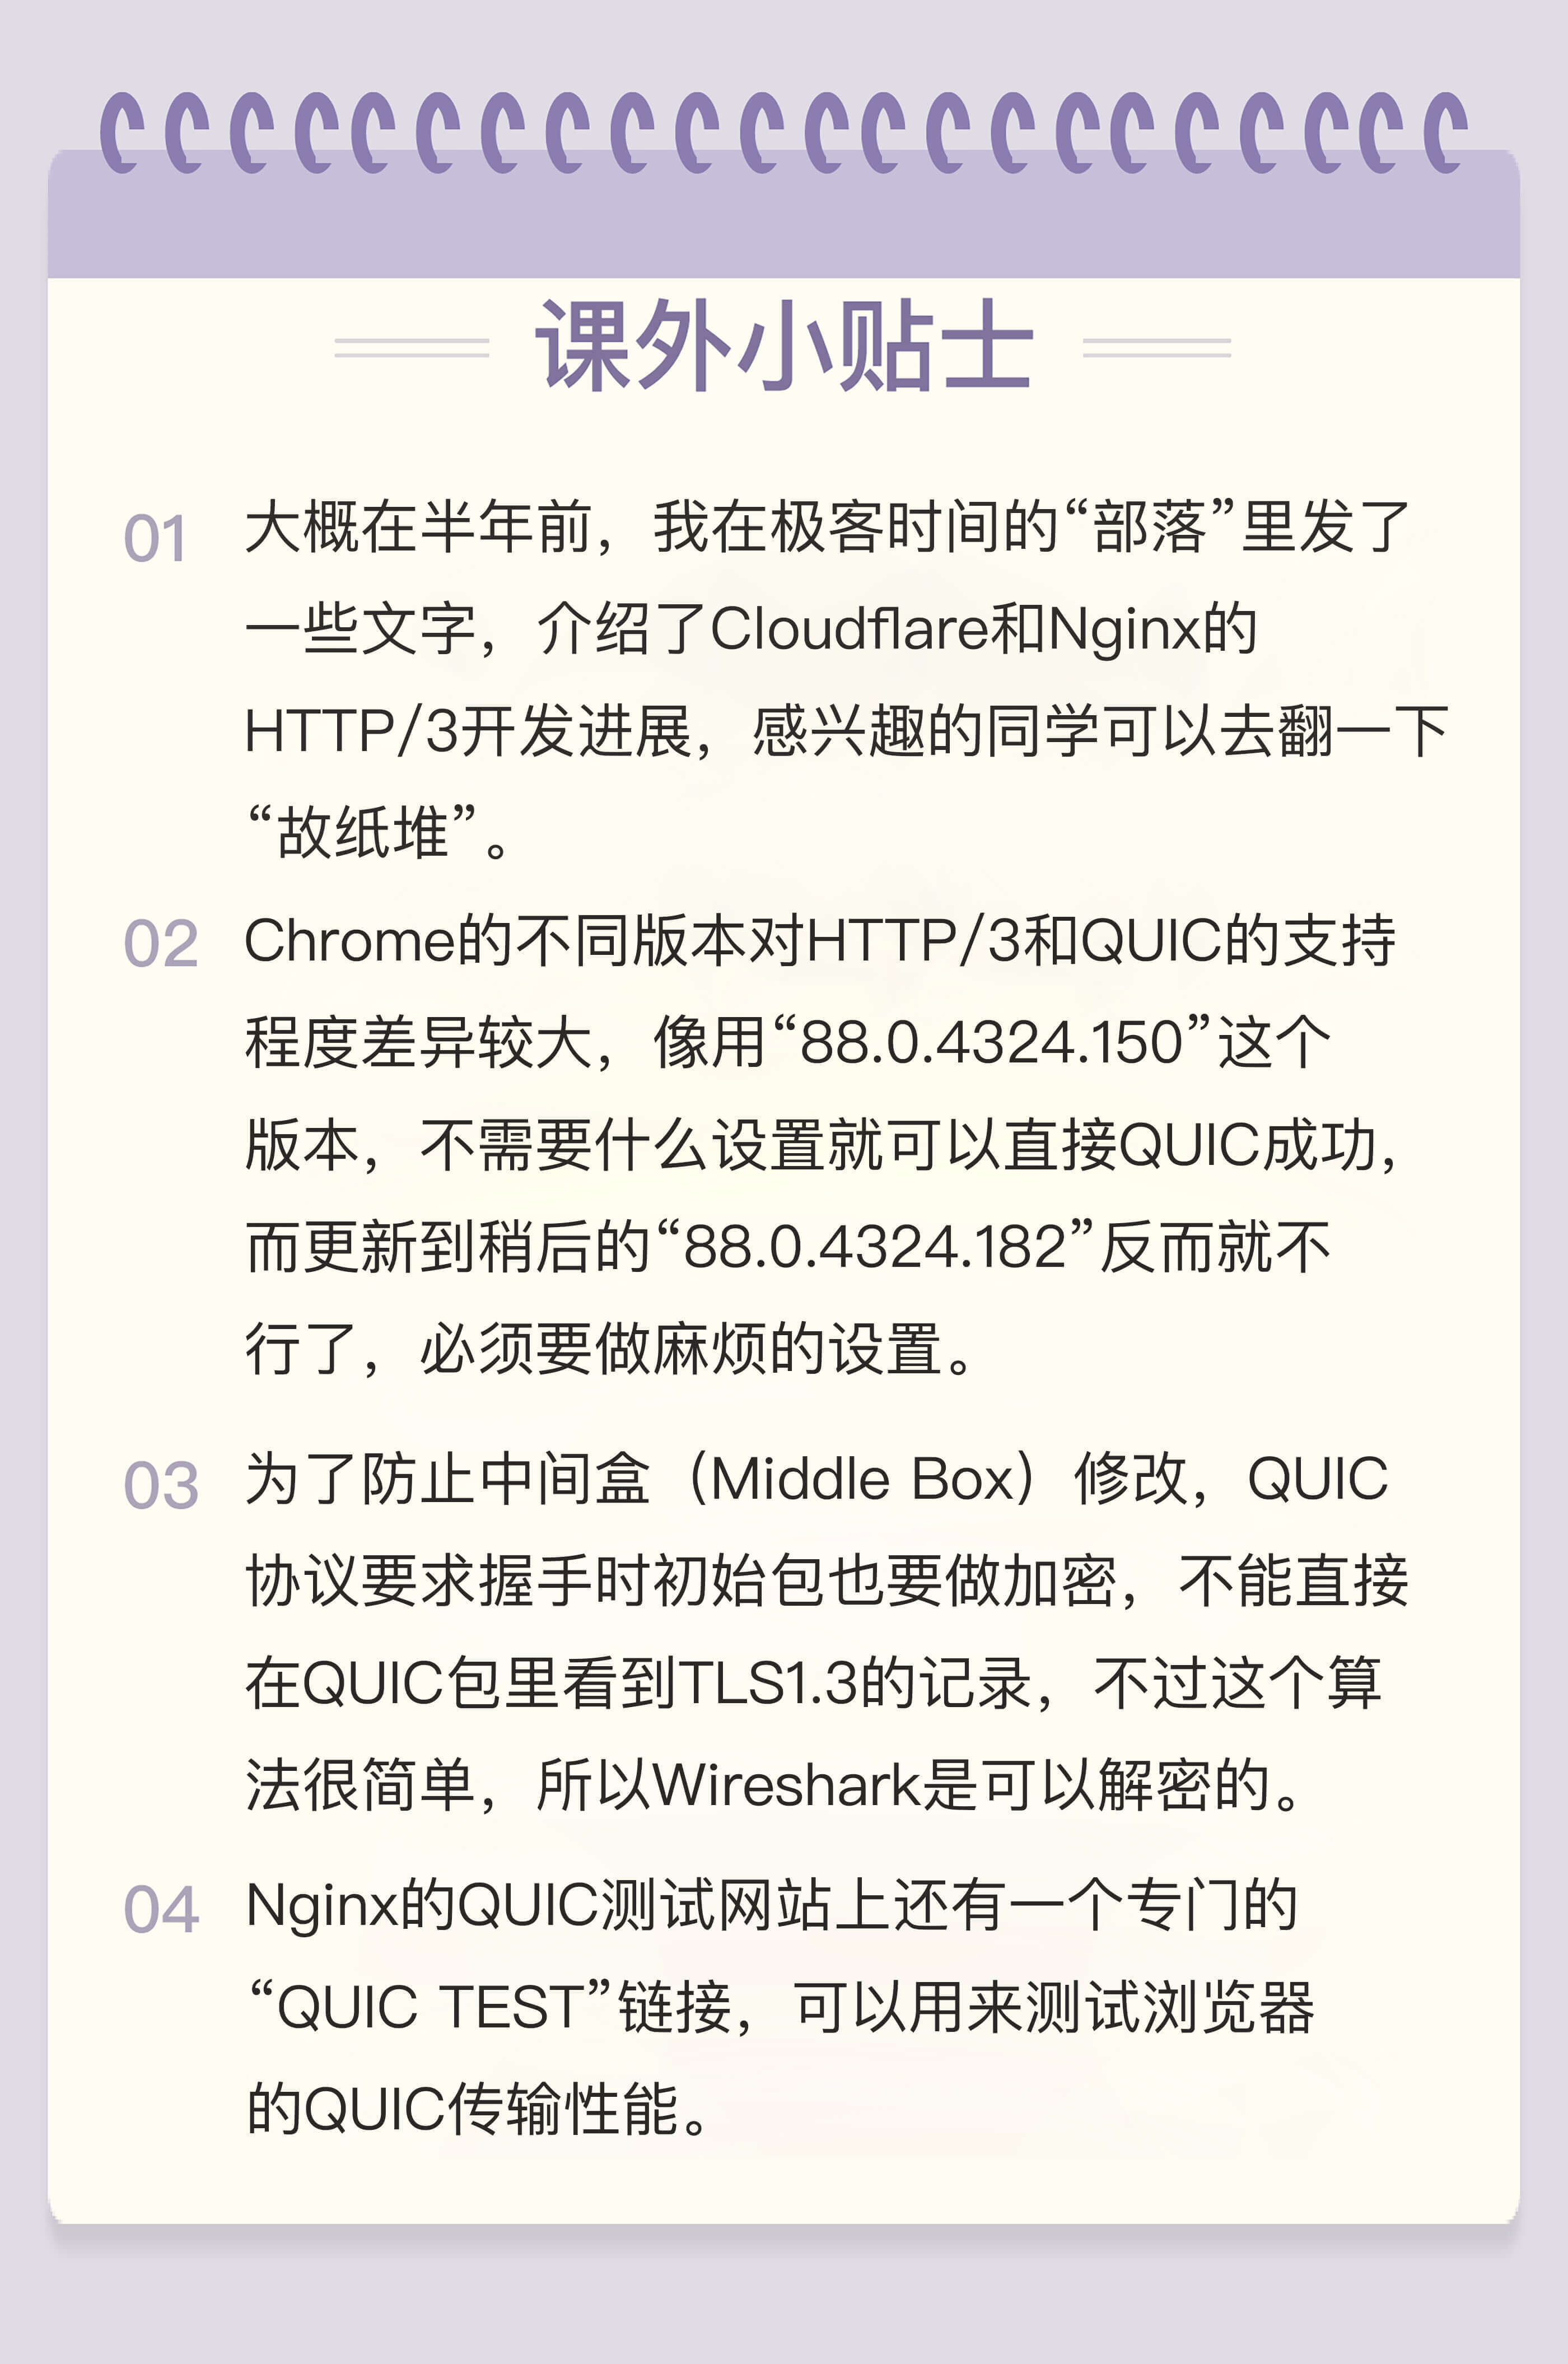 课外小贴士
01 大概在半年前，我在极客时间的“部落”里发了
一些文字，介绍了Cloudflare和Nginx的
HTTP/3开发进展，感兴趣的同学可以去翻一下
“故纸堆”。
02 Chrome的不同版本对HTTP/3和QUIC的支持
程度差异较大，像用“88.0.4324.150”这个
版本，不需要什么设置就可以直接QUIC成功，
而更新到稍后的“88.0.4324.182”反而就不
行了，必须要做麻烦的设置。
03 为了防止中间盒（Middle Box）修改，QUIC
协议要求握手时初始包也要做加密，不能直接
在QUIC包里看到TLS1.3的记录，不过这个算
法很简单，所以Wireshark是可以解密的。
04 Nginx的QUIC测试网站上还有一个专门的
“QUIC TEST”链接，可以用来测试浏览器
的QUIC传输性能。